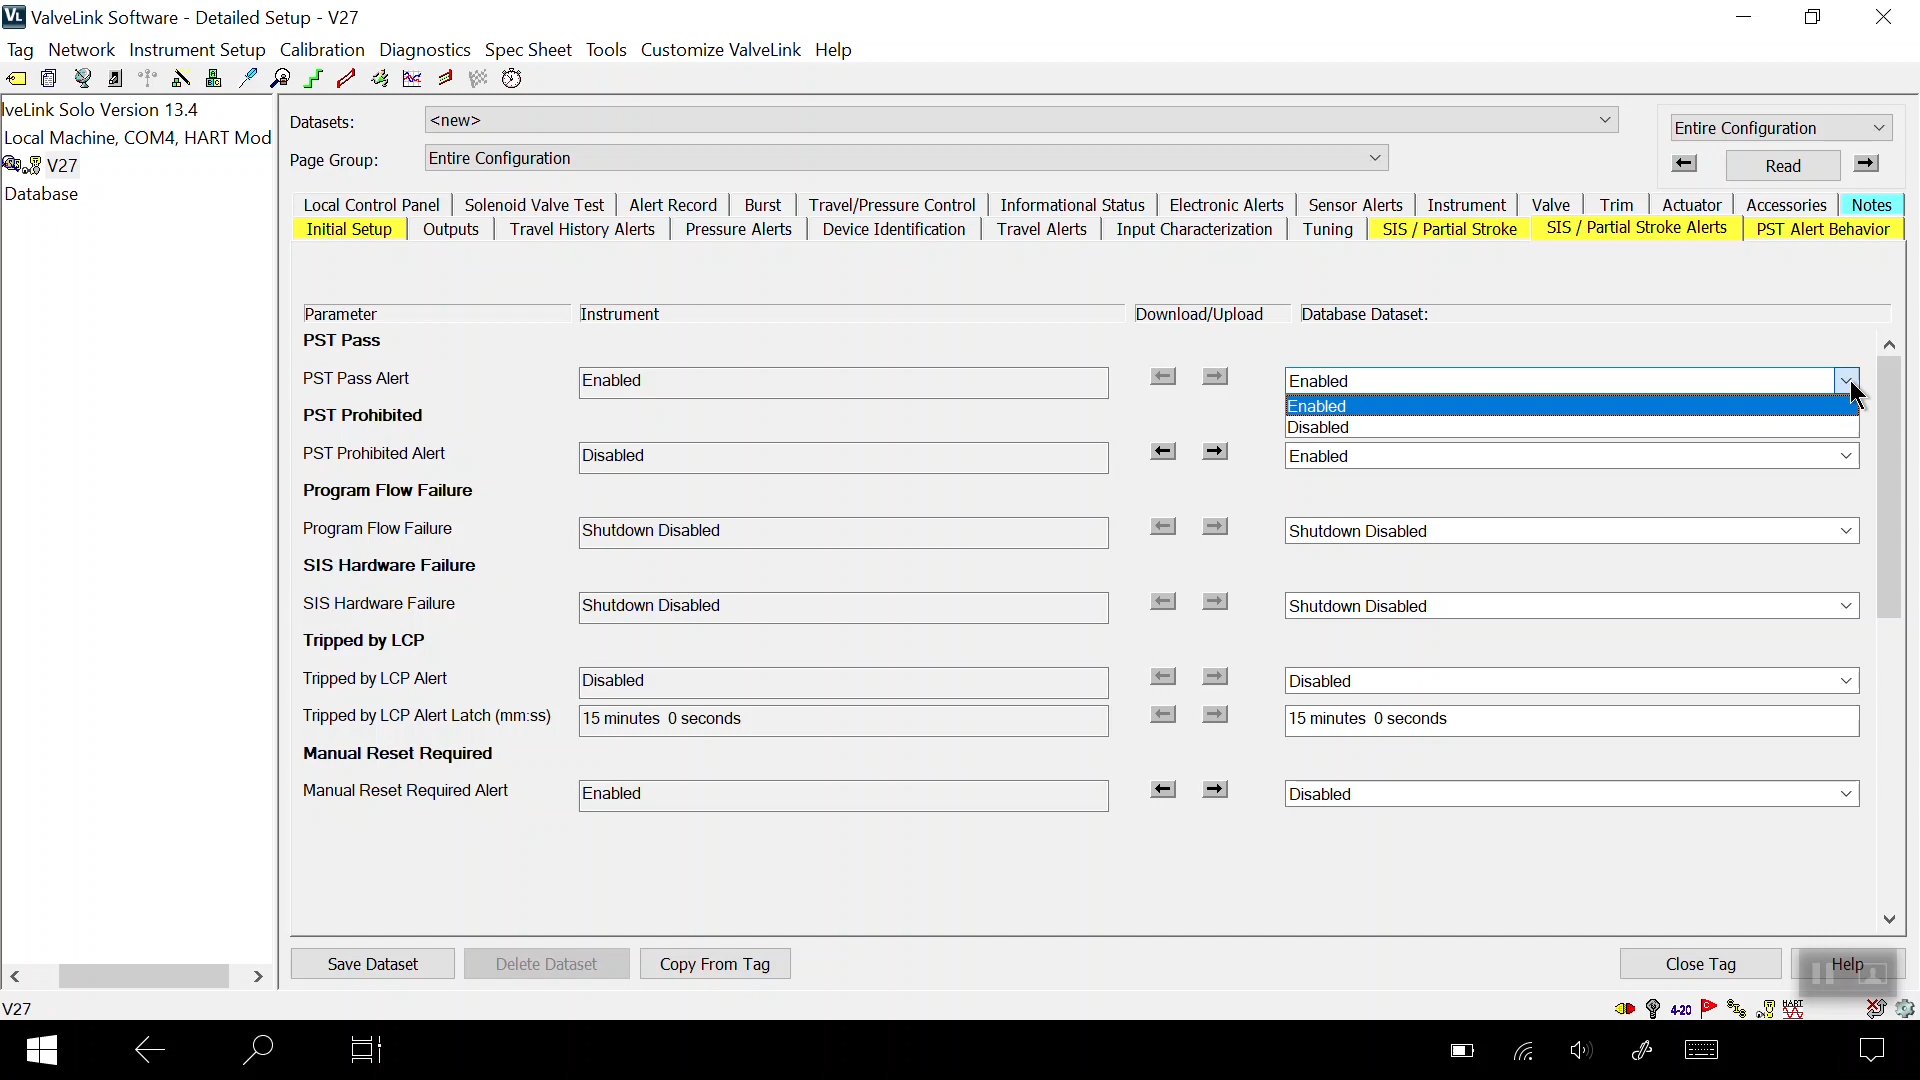 VL ValveLink Software - Detailed Setup - V27
Tag Network Instrument Setup Calibration Diagnostics Spec Sheet Tools Customize ValveLink Help
lveLink Solo Version 13.4
Local Machine, COM4, HART Mod
V27
Database
Datasets: <new>
Page Group: Entire Configuration
Entire Configuration
Read
Local Control Panel Solenoid Valve Test Alert Record Burst Travel/Pressure Control Informational Status Electronic Alerts Sensor Alerts Instrument Valve Trim Actuator Accessories Notes
Initial Setup Outputs Travel History Alerts Pressure Alerts Device Identification Travel Alerts Input Characterization Tuning SIS / Partial Stroke SIS / Partial Stroke Alerts PST Alert Behavior
Parameter Instrument Download/Upload Database Dataset:
PST Pass
PST Pass Alert Enabled Enabled
Enabled
Disabled
PST Prohibited
PST Prohibited Alert Disabled Enabled
Program Flow Failure
Program Flow Failure Shutdown Disabled Shutdown Disabled
SIS Hardware Failure
SIS Hardware Failure Shutdown Disabled Shutdown Disabled
Tripped by LCP
Tripped by LCP Alert Disabled Disabled
Tripped by LCP Alert Latch (mm:ss) 15 minutes 0 seconds 15 minutes 0 seconds
Manual Reset Required
Manual Reset Required Alert Enabled Disabled
Save Dataset Delete Dataset Copy From Tag Close Tag Help
V27
4-20 HART